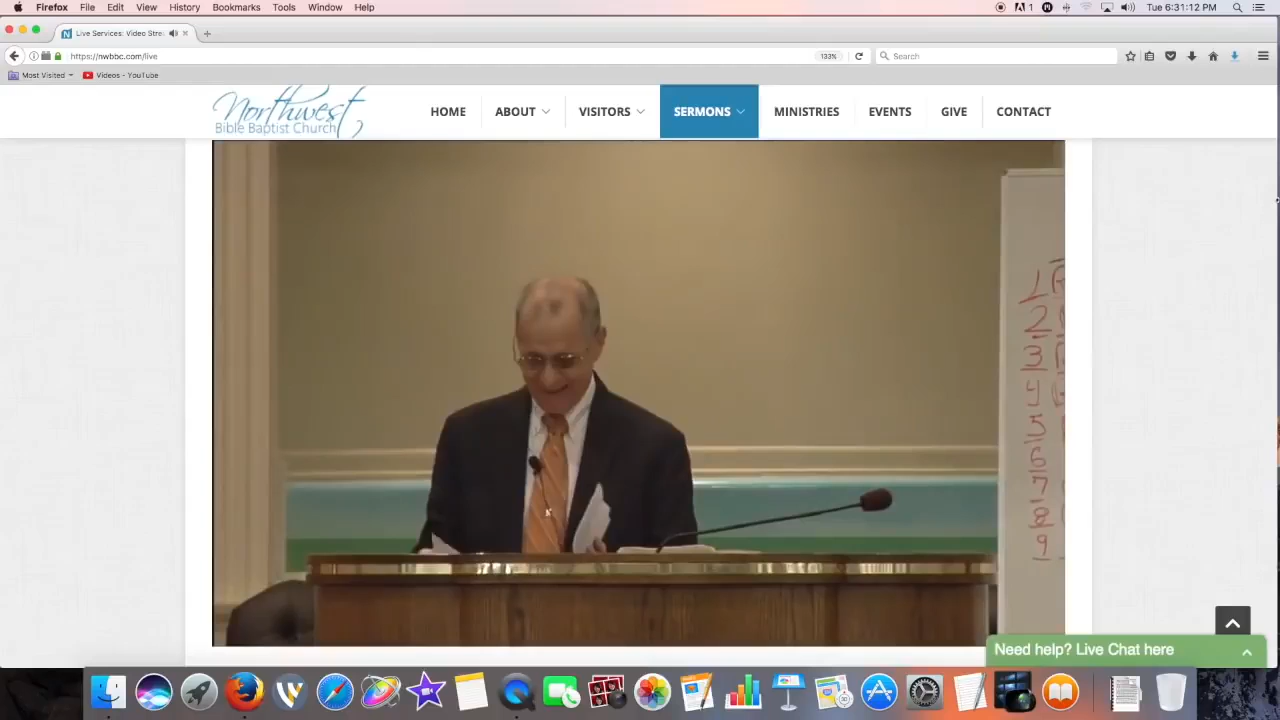 Firefox File Edit View History Bookmarks Tools Window Help 1 Tue 6:31:12 PM
Live Services: Video Stre
https://nwbbc.com/live 133% Search
Most Visited Videos - YouTube
Northwest
Bible Baptist Church
HOME ABOUT VISITORS SERMONS MINISTRIES EVENTS GIVE CONTACT
1
2
3
4
5
6
7
8
9
Need help? Live Chat here